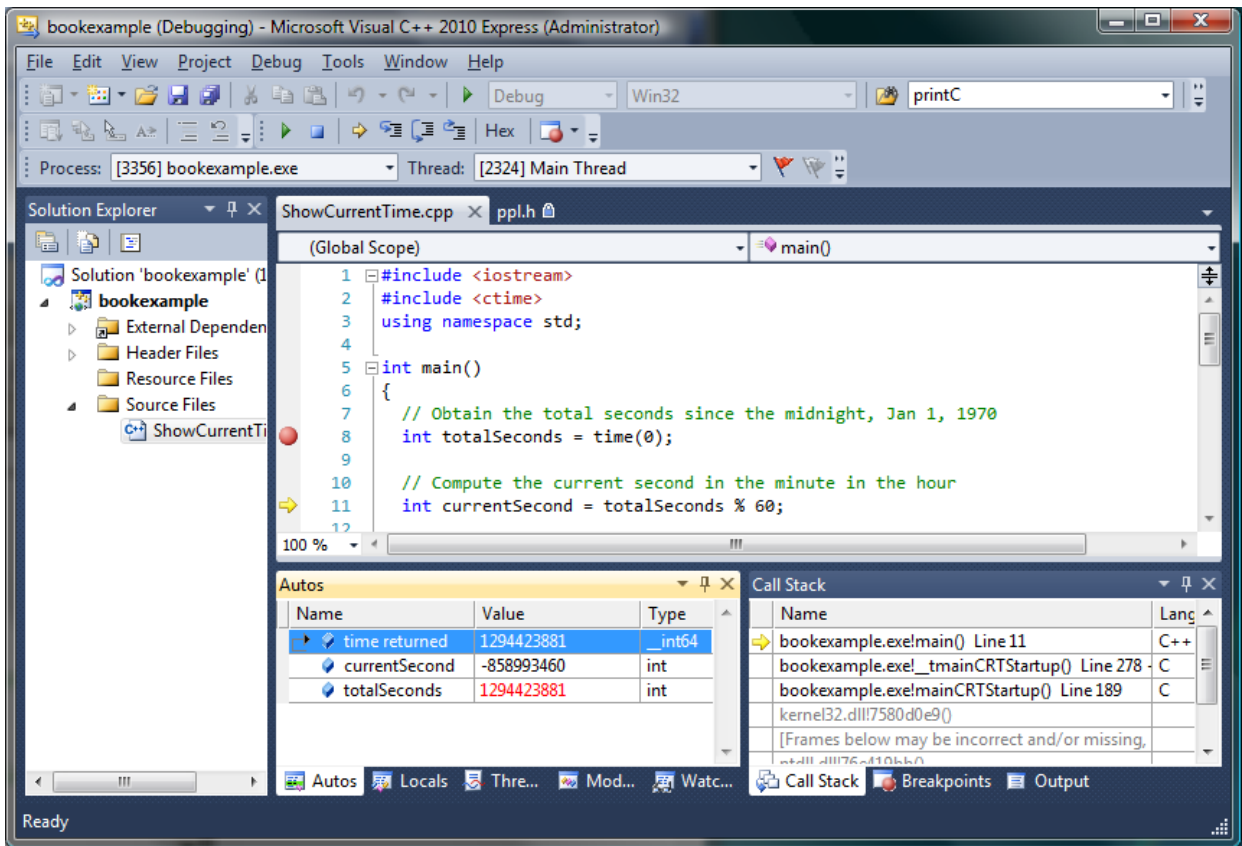 bookexample (Debugging) - Microsoft Visual C++ 2010 Express (Administrator)
File Edit View Project Debug Tools Window Help
Debug Win32 printC
Hex
Process: [3356] bookexample.exe Thread: [2324] Main Thread
Solution Explorer
Solution 'bookexample' (1
bookexample
External Dependen
Header Files
Resource Files
Source Files
ShowCurrentTi
ShowCurrentTime.cpp ppl.h
(Global Scope) main()
1 #include <iostream>
2 #include <ctime>
3 using namespace std;
4
5 int main()
6 {
7 // Obtain the total seconds since the midnight, Jan 1, 1970
8 int totalSeconds = time(0);
9
10 // Compute the current second in the minute in the hour
11 int currentSecond = totalSeconds % 60;
12
100 %
Autos
Name Value Type
time returned 1294423881 __int64
currentSecond -858993460 int
totalSeconds 1294423881 int
Autos Locals Thre... Mod... Watc...
Call Stack
Name Lang
bookexample.exe!main() Line 11 C++
bookexample.exe!__tmainCRTStartup() Line 278 - C
bookexample.exe!mainCRTStartup() Line 189 C
kernel32.dll!7580d0e9()
[Frames below may be incorrect and/or missing,
Call Stack Breakpoints Output
Ready